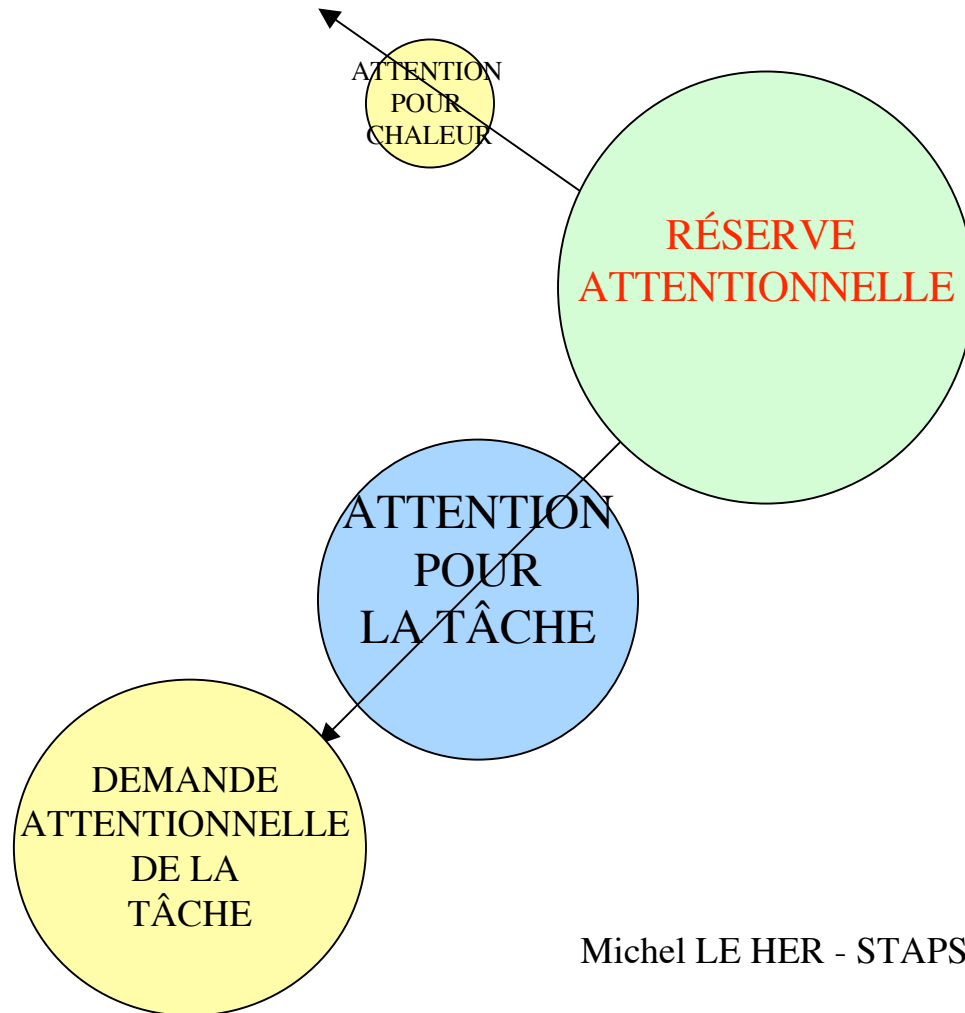 ATTENTION
POUR
CHALEUR
RÉSERVE
ATTENTIONNELLE
ATTENTION
POUR
LA TÂCHE
DEMANDE
ATTENTIONNELLE
DE LA
TÂCHE
Michel LE HER - STAPS